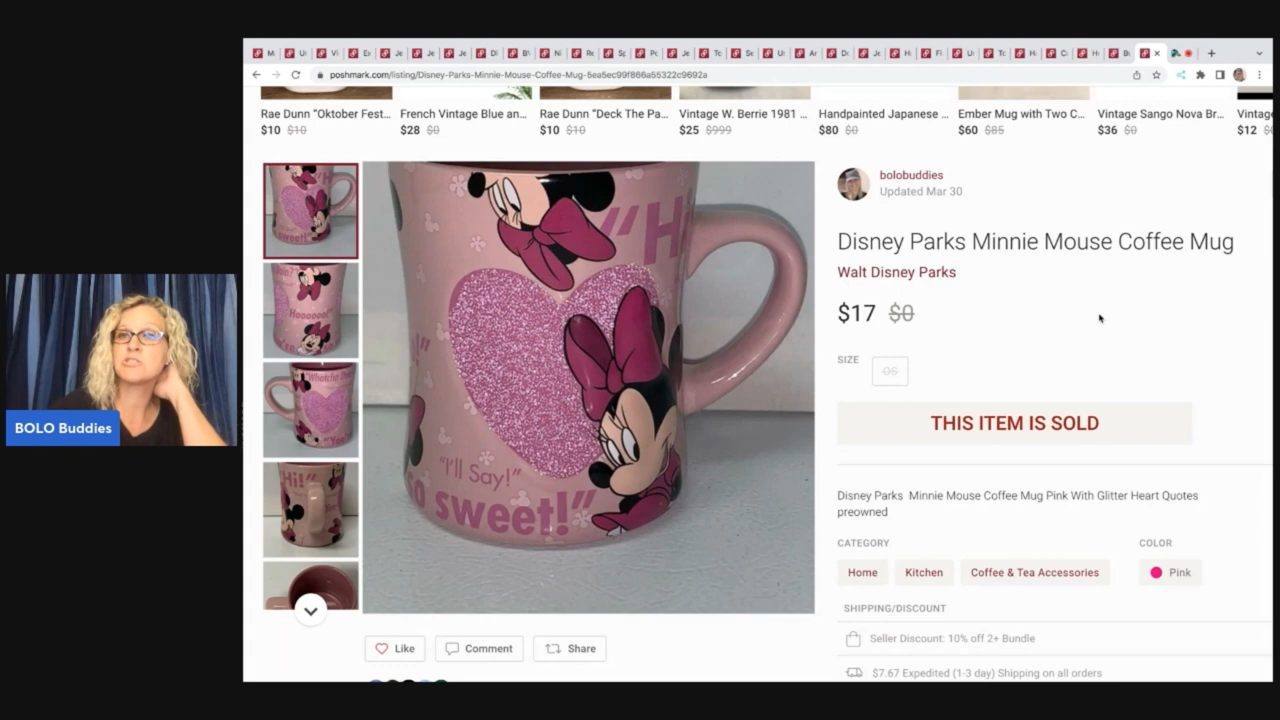 poshmark.com/listing/Disney-Parks-Minnie-Mouse-Coffee-Mug-5ea5ec99f866a55322c9692a
Rae Dunn “Oktober Fest... French Vintage Blue an... Rae Dunn “Deck The Pa... Vintage W. Berrie 1981 ... Handpainted Japanese ... Ember Mug with Two C... Vintage Sango Nova Br... Vintage
$10 $10 $28 $0 $10 $10 $25 $999 $80 $0 $60 $85 $36 $0 $12
bolobuddies
Updated Mar 30
Disney Parks Minnie Mouse Coffee Mug
Walt Disney Parks
$17 $0
SIZE
OS
THIS ITEM IS SOLD
Disney Parks Minnie Mouse Coffee Mug Pink With Glitter Heart Quotes
preowned
CATEGORY
COLOR
Home Kitchen Coffee & Tea Accessories
Pink
SHIPPING/DISCOUNT
Seller Discount: 10% off 2+ Bundle
$7.67 Expedited (1-3 day) Shipping on all orders
“H
“I'll Say!”
so sweet!”
“Hi!”
Like Comment Share
BOLO Buddies